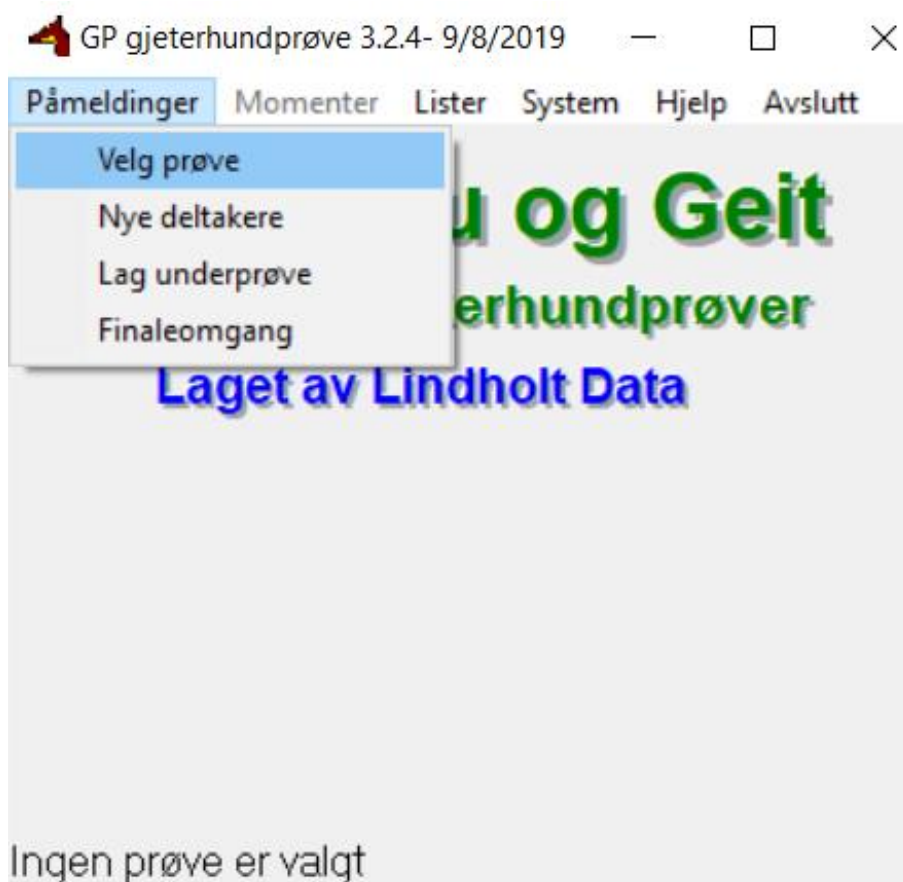 GP gjeterhundprøve 3.2.4- 9/8/2019
Påmeldinger Momenter Lister System Hjelp Avslutt
Velg prøve
Nye deltakere
Lag underprøve
Finaleomgang
og Geit
erhundprøver
Laget av Lindholt Data
Ingen prøve er valgt